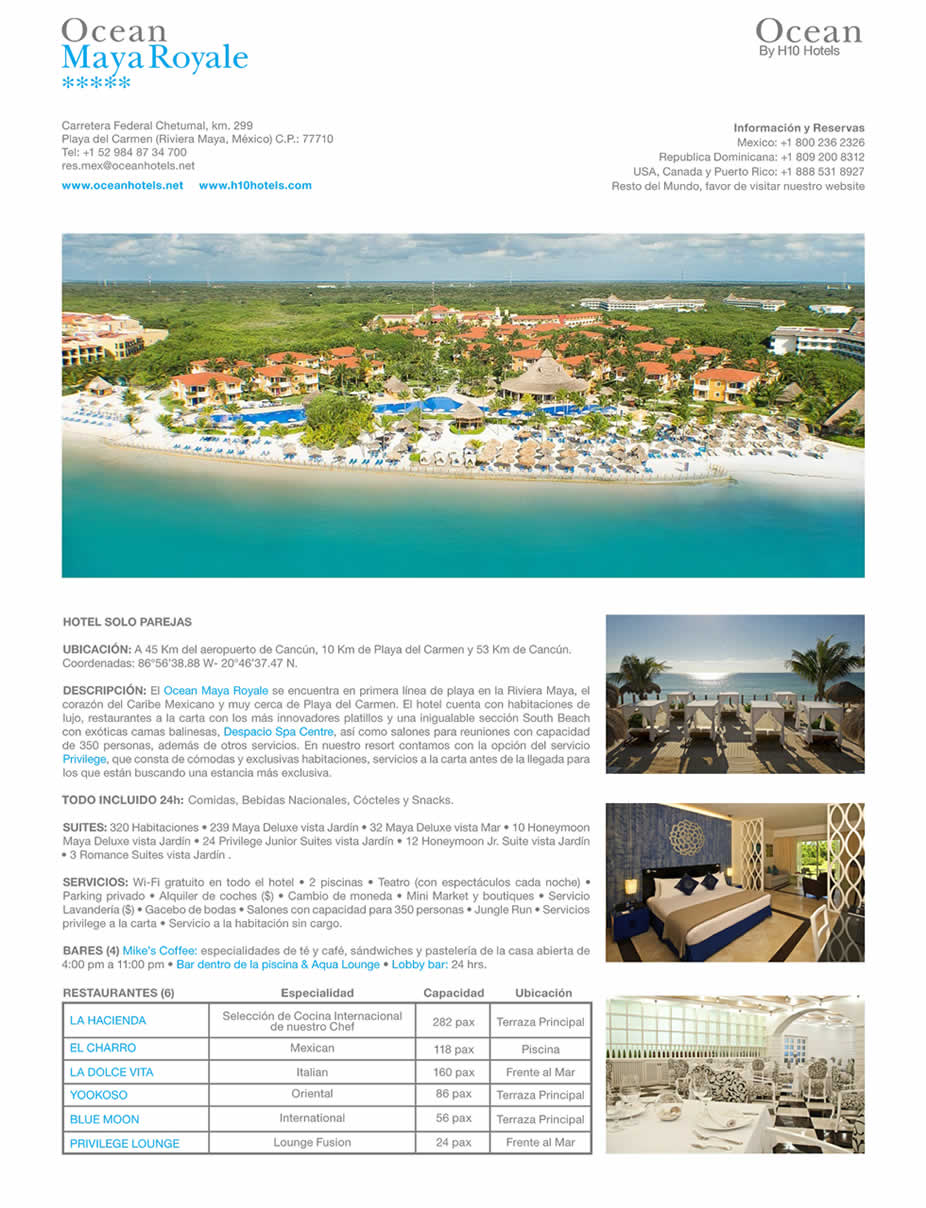 Ocean
Maya Royale
*****
Ocean
By H10 Hotels
Carretera Federal Chetumal, km. 299
Playa del Carmen (Riviera Maya, México) C.P.: 77710
Tel: +1 52 984 87 34 700
res.mex@oceanhotels.net
www.oceanhotels.net www.h10hotels.com
Información y Reservas
Mexico: +1 800 236 2326
Republica Dominicana: +1 809 200 8312
USA, Canada y Puerto Rico: +1 888 531 8927
Resto del Mundo, favor de visitar nuestro website
HOTEL SOLO PAREJAS
UBICACIÓN: A 45 Km del aeropuerto de Cancún, 10 Km de Playa del Carmen y 53 Km de Cancún.
Coordenadas: 86°56'38.88 W- 20°46'37.47 N.
DESCRIPCIÓN: El Ocean Maya Royale se encuentra en primera línea de playa en la Riviera Maya, el
corazón del Caribe Mexicano y muy cerca de Playa del Carmen. El hotel cuenta con habitaciones de
lujo, restaurantes a la carta con los más innovadores platillos y una inigualable sección South Beach
con exóticas camas balinesas, Despacio Spa Centre, así como salones para reuniones con capacidad
de 350 personas, además de otros servicios. En nuestro resort contamos con la opción del servicio
Privilege, que consta de cómodas y exclusivas habitaciones, servicios a la carta antes de la llegada para
los que están buscando una estancia más exclusiva.
TODO INCLUIDO 24h: Comidas, Bebidas Nacionales, Cócteles y Snacks.
SUITES: 320 Habitaciones • 239 Maya Deluxe vista Jardín • 32 Maya Deluxe vista Mar • 10 Honeymoon
Maya Deluxe vista Jardín • 24 Privilege Junior Suites vista Jardín • 12 Honeymoon Jr. Suite vista Jardín
• 3 Romance Suites vista Jardín .
SERVICIOS: Wi-Fi gratuito en todo el hotel • 2 piscinas • Teatro (con espectáculos cada noche) •
Parking privado • Alquiler de coches ($) • Cambio de moneda • Mini Market y boutiques • Servicio
Lavandería ($) • Gacebo de bodas • Salones con capacidad para 350 personas • Jungle Run • Servicios
privilege a la carta • Servicio a la habitación sin cargo.
BARES (4) Mike's Coffee: especialidades de té y café, sándwiches y pastelería de la casa abierta de
4:00 pm a 11:00 pm • Bar dentro de la piscina & Aqua Lounge • Lobby bar: 24 hrs.
RESTAURANTES (6) Especialidad Capacidad Ubicación
LA HACIENDA Selección de Cocina Internacional de nuestro Chef 282 pax Terraza Principal
EL CHARRO Mexican 118 pax Piscina
LA DOLCE VITA Italian 160 pax Frente al Mar
YOOKOSO Oriental 86 pax Terraza Principal
BLUE MOON International 56 pax Terraza Principal
PRIVILEGE LOUNGE Lounge Fusion 24 pax Frente al Mar